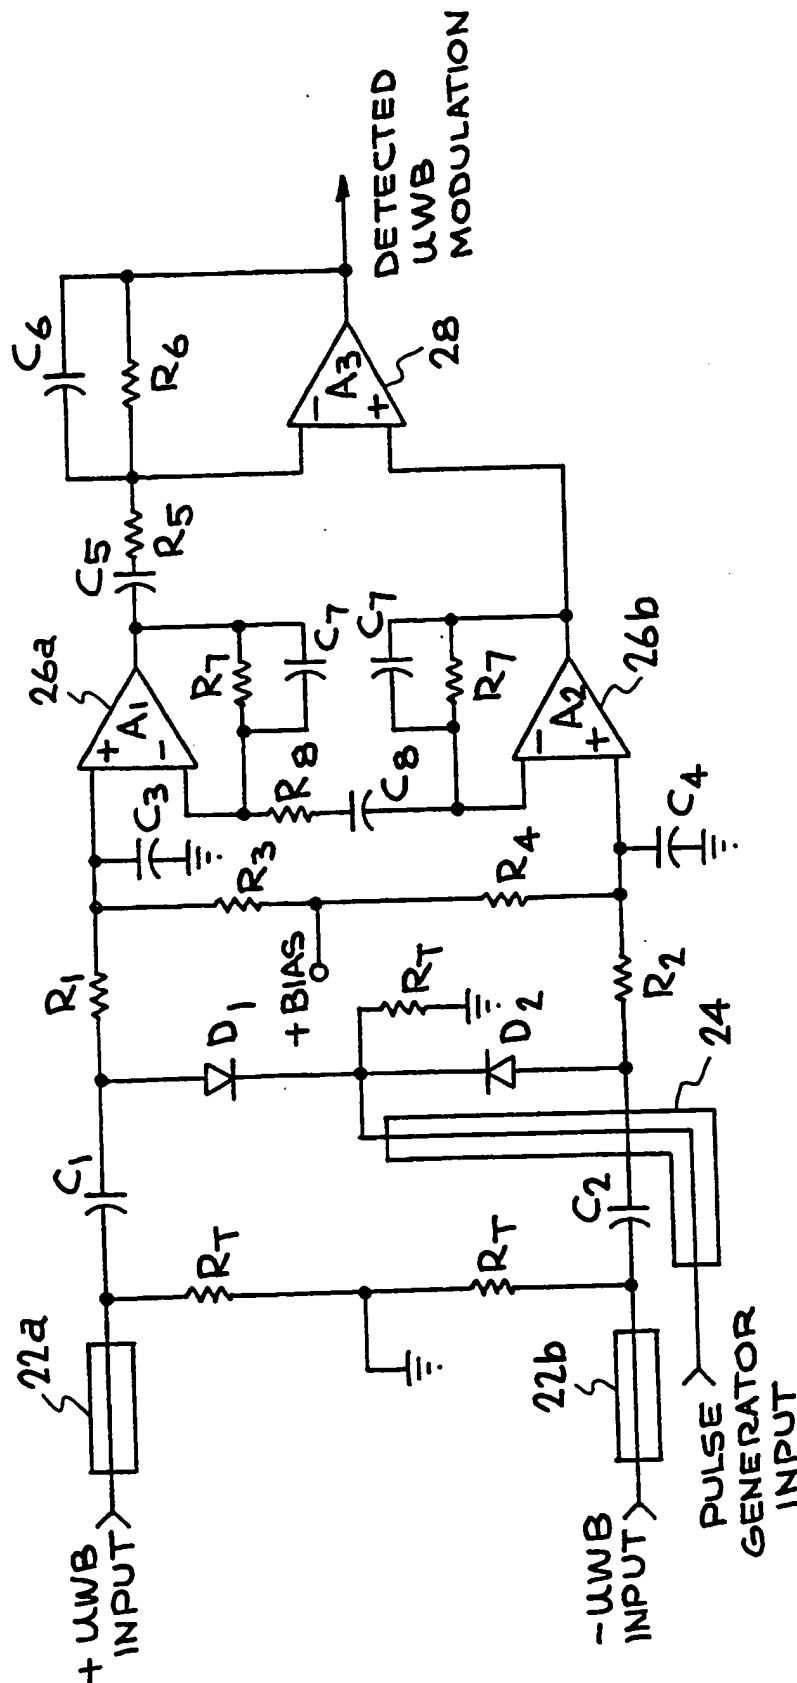 + UWB
INPUT
22a
RT
RT
- UWB
INPUT
22b
PULSE
GENERATOR
INPUT
C1
C2
24
D1
D2
RT
+ BIAS
R1
R2
R3
R4
C3
C4
26a
+
A1
-
R7
C7
R8
C8
C7
R7
-
A2
+
26b
C5
R5
C6
R6
-
A3
+
28
DETECTED
UWB
MODULATION